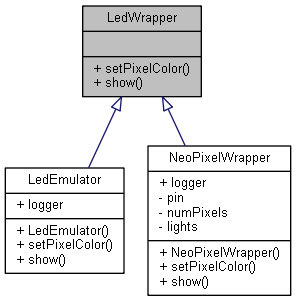 LedWrapper
+ setPixelColor()
+ show()
LedEmulator
+ logger
+ LedEmulator()
+ setPixelColor()
+ show()
NeoPixelWrapper
+ logger
- pin
- numPixels
- lights
+ NeoPixelWrapper()
+ setPixelColor()
+ show()